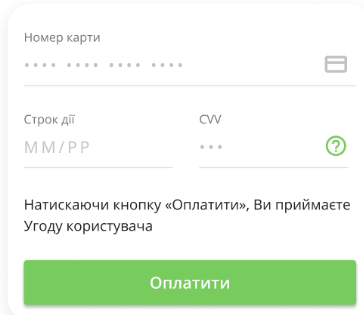 Номер карти
•••• •••• •••• ••••
Строк дії
CVV
ММ/РР
•••
?
Натискаючи кнопку «Оплатити», Ви приймаєте
Угоду користувача
Оплатити